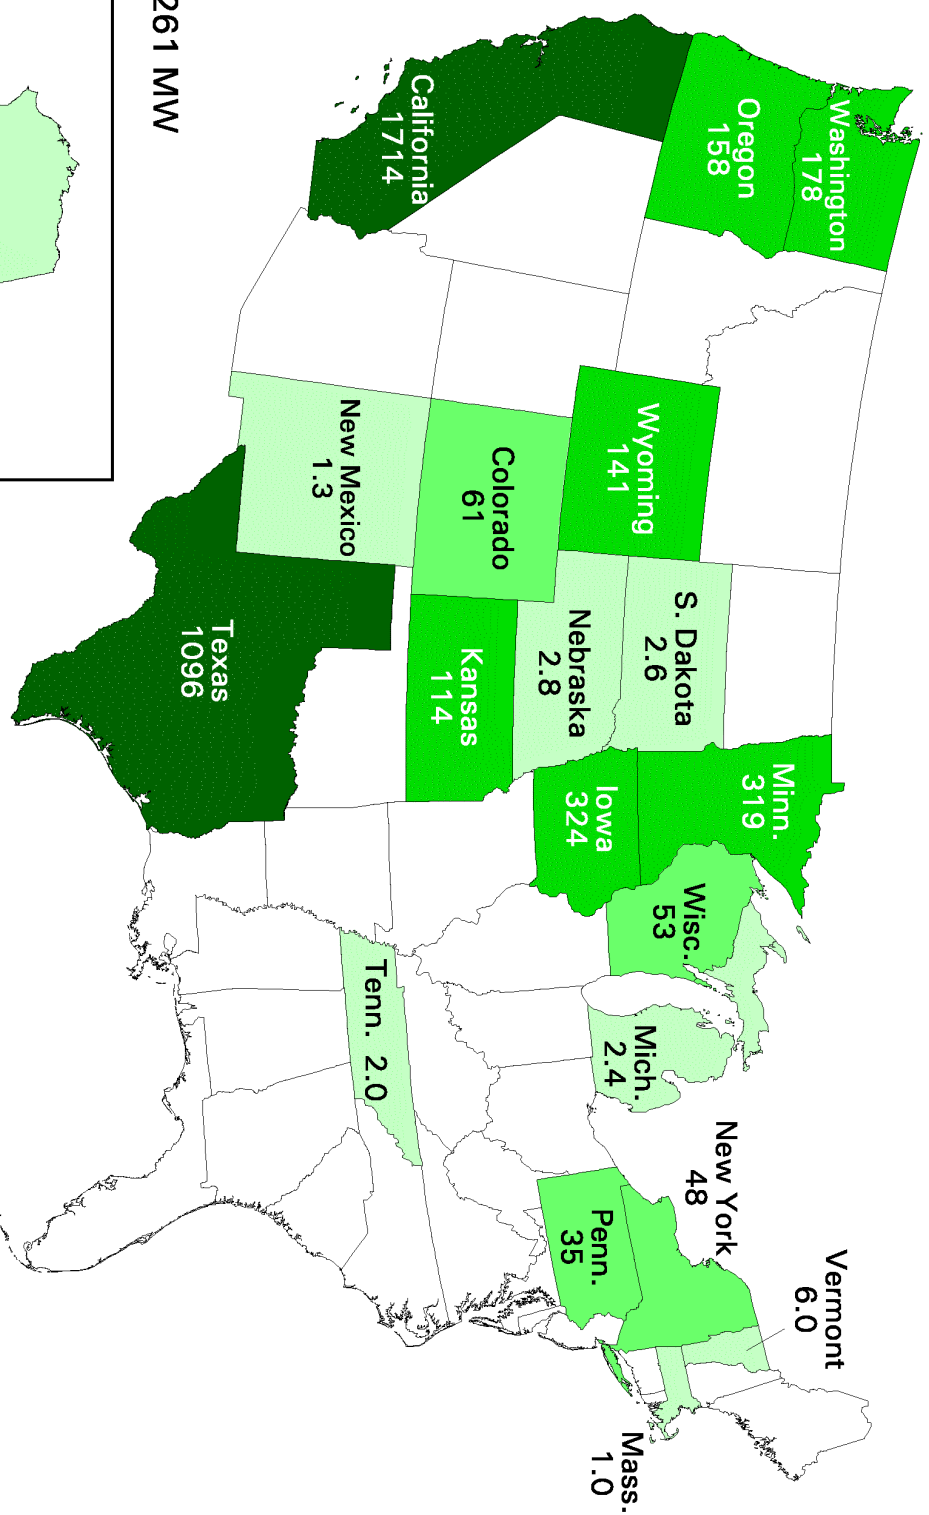 Washington
178
Oregon
158
California
1714
Wyoming
141
Colorado
61
New Mexico
1.3
S. Dakota
2.6
Nebraska
2.8
Kansas
114
Texas
1096
Minn.
319
Iowa
324
Wisc.
53
Mich.
2.4
Tenn. 2.0
New York
48
Penn.
35
Vermont
6.0
Mass.
1.0
261 MW